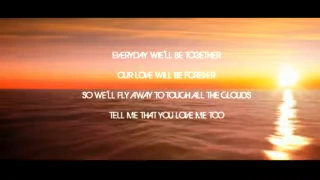 EVERYDAY WE'LL BE TOGETHER
OUR LOVE WILL BE FOREVER
SO WE'LL FLY AWAY TO TOUCH ALL THE CLOUDS
TELL ME THAT YOU LOVE ME TOO